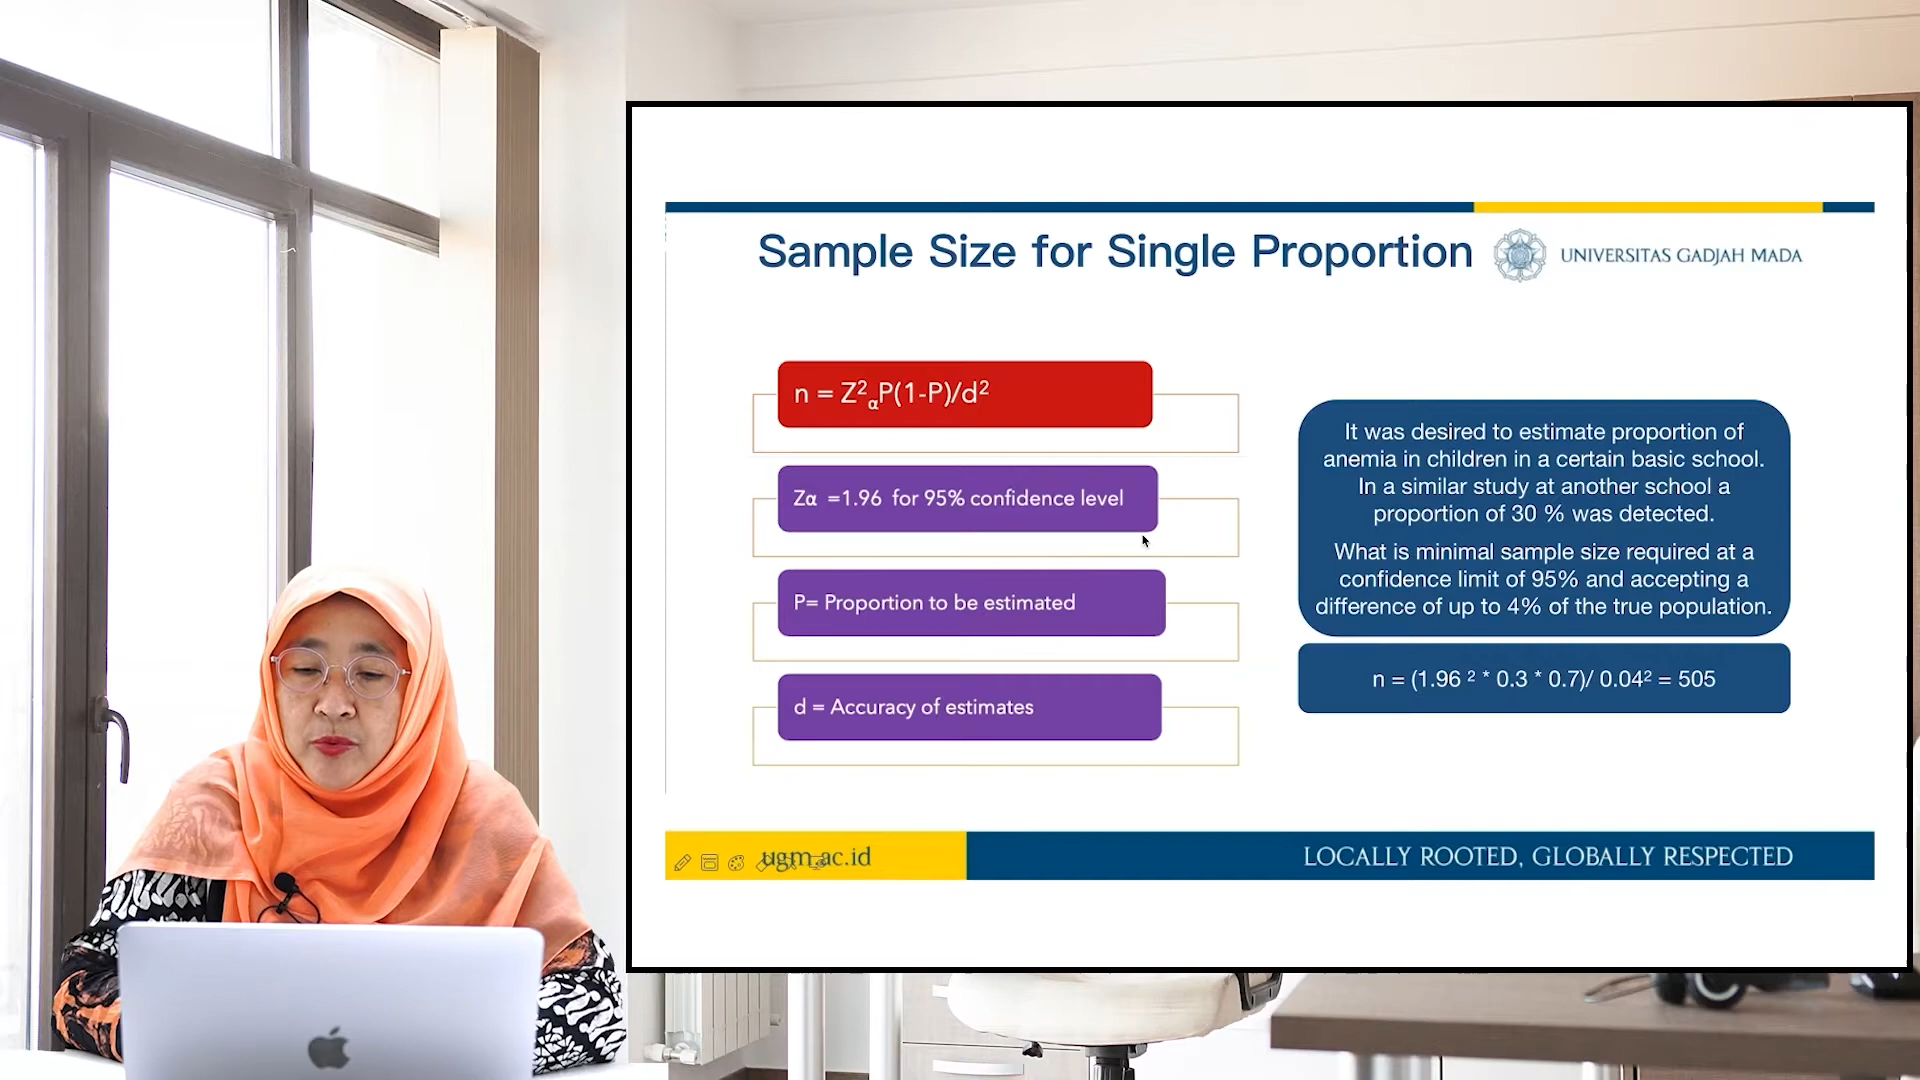 Sample Size for Single Proportion
UNIVERSITAS GADJAH MADA
n = Z²αP(1-P)/d²
Zα =1.96 for 95% confidence level
P= Proportion to be estimated
d = Accuracy of estimates
It was desired to estimate proportion of
anemia in children in a certain basic school.
In a similar study at another school a
proportion of 30 % was detected.
What is minimal sample size required at a
confidence limit of 95% and accepting a
difference of up to 4% of the true population.
n = (1.96 ² * 0.3 * 0.7)/ 0.04² = 505
ugm.ac.id
LOCALLY ROOTED, GLOBALLY RESPECTED